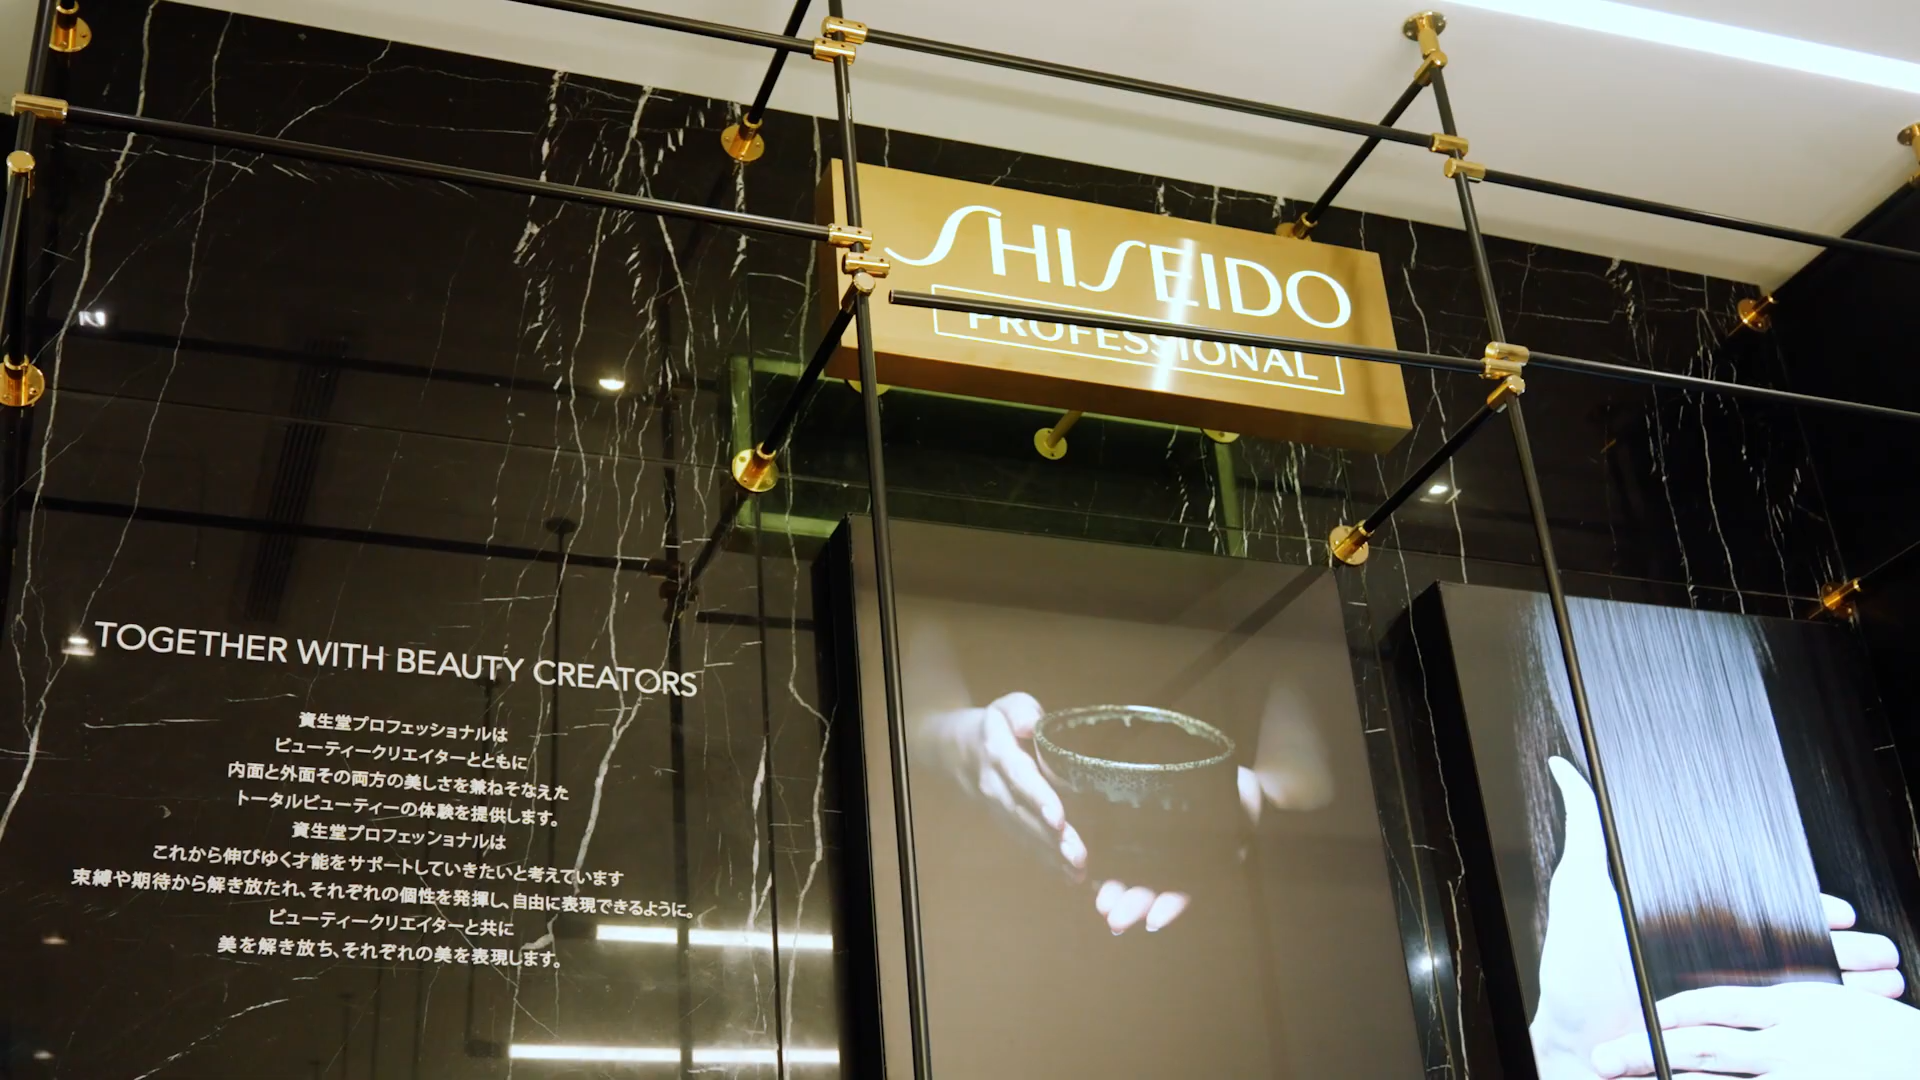 SHISEIDO
PROFESSIONAL
TOGETHER WITH BEAUTY CREATORS
資生堂プロフェッショナルは
ビューティークリエイターとともに
内面と外面その両方の美しさを兼ねそなえた
トータルビューティーの体験を提供します。
資生堂プロフェッショナルは
これから伸びゆく才能をサポートしていきたいと考えています
束縛や期待から解き放たれ、それぞれの個性を発揮し、自由に表現できるように。
ビューティークリエイターと共に
美を解き放ち、それぞれの美を表現します。